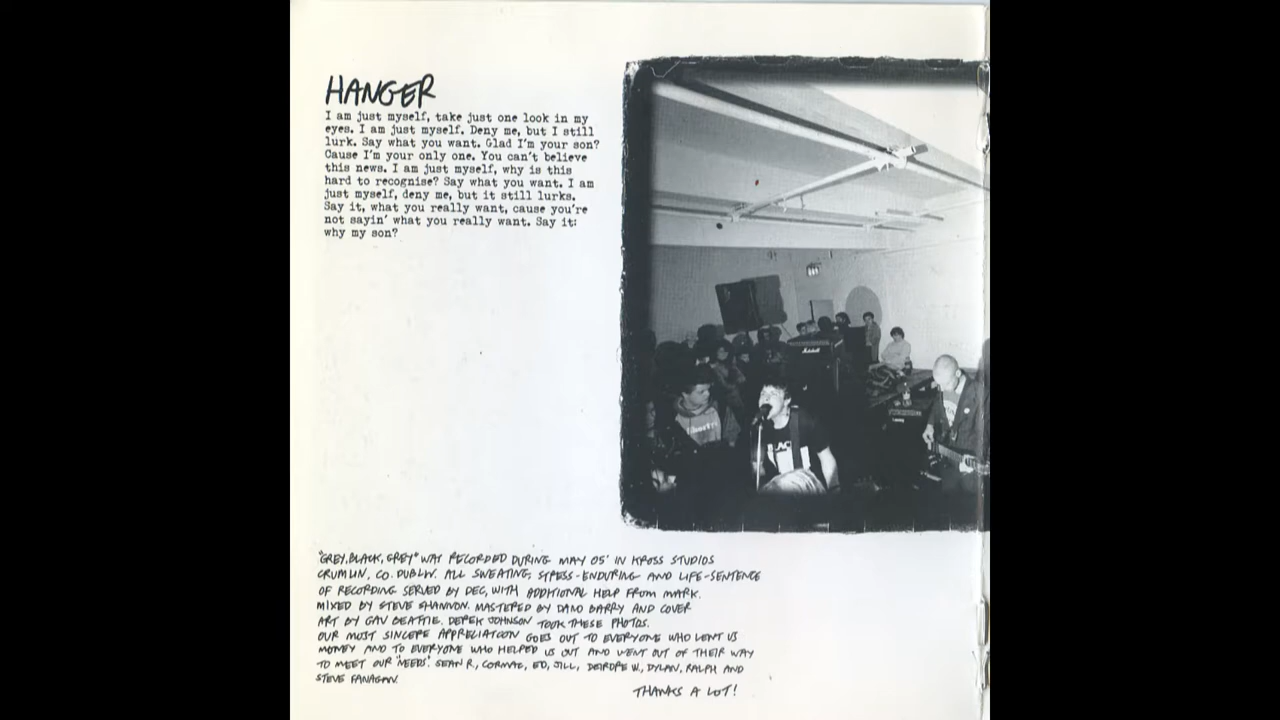 HANGER
I am just myself, take just one look in my
eyes. I am just myself. Deny me, but I still
lurk. Say what you want. Glad I'm your son?
Cause I'm your only one. You can't believe
this news. I am just myself, why is this
hard to recognise? Say what you want. I am
just myself, deny me, but it still lurks.
Say it, what you really want, cause you're
not sayin' what you really want. Say it:
why my son?
Marshall
"GREY, BLACK, GREY" WAS RECORDED DURING MAY 05' IN KROSS STUDIOS
CRUMLIN, CO. DUBLIN. ALL SWEATING, STRESS-ENDURING AND LIFE-SENTENCE
OF RECORDING SERVED BY DEC, WITH ADDITIONAL HELP FROM MARK.
MIXED BY STEVE SHANNON. MASTERED BY DANO BARRY AND COVER
ART BY GAV BEATTIE. DEREK JOHNSON TOOK THESE PHOTOS.
OUR MOST SINCERE APPRECIATOON GOES OUT TO EVERYONE WHO LENT US
MONEY AND TO EVERYONE WHO HELPED US OUT AND WENT OUT OF THEIR WAY
TO MEET OUR "NEEDS". SEAN R, CORMAC, ED, JILL, DEIRDRE W, DYLAN, RALPH AND
STEVE FANAGAN.
THANKS A LOT!